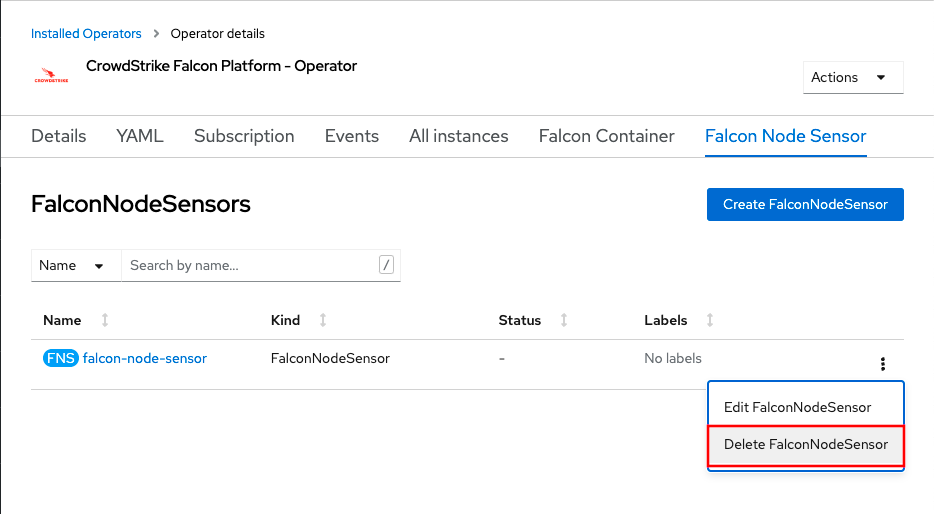 Installed Operators > Operator details
CROWDSTRIKE
CrowdStrike Falcon Platform - Operator
Actions
Details YAML Subscription Events All instances Falcon Container Falcon Node Sensor
FalconNodeSensors
Create FalconNodeSensor
Name Search by name... /
Name Kind Status Labels
FNS falcon-node-sensor FalconNodeSensor - No labels
Edit FalconNodeSensor
Delete FalconNodeSensor